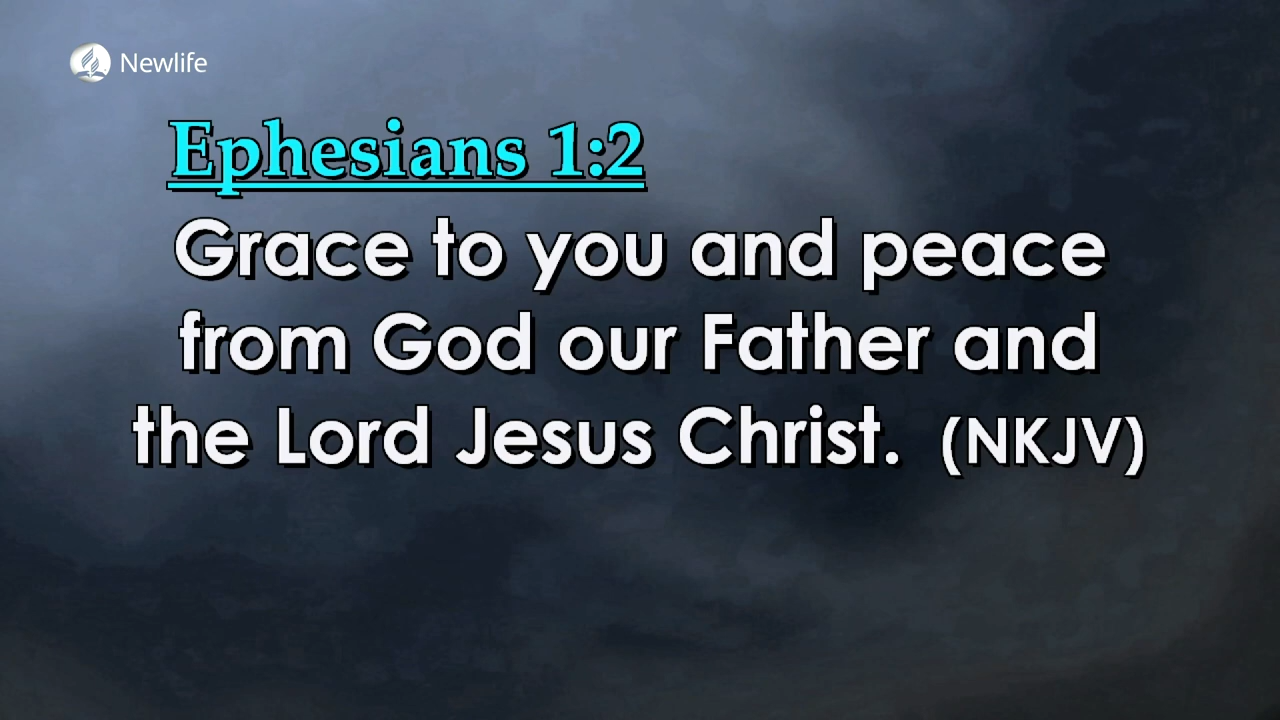 Newlife
Ephesians 1:2
Grace to you and peace
from God our Father and
the Lord Jesus Christ. (NKJV)